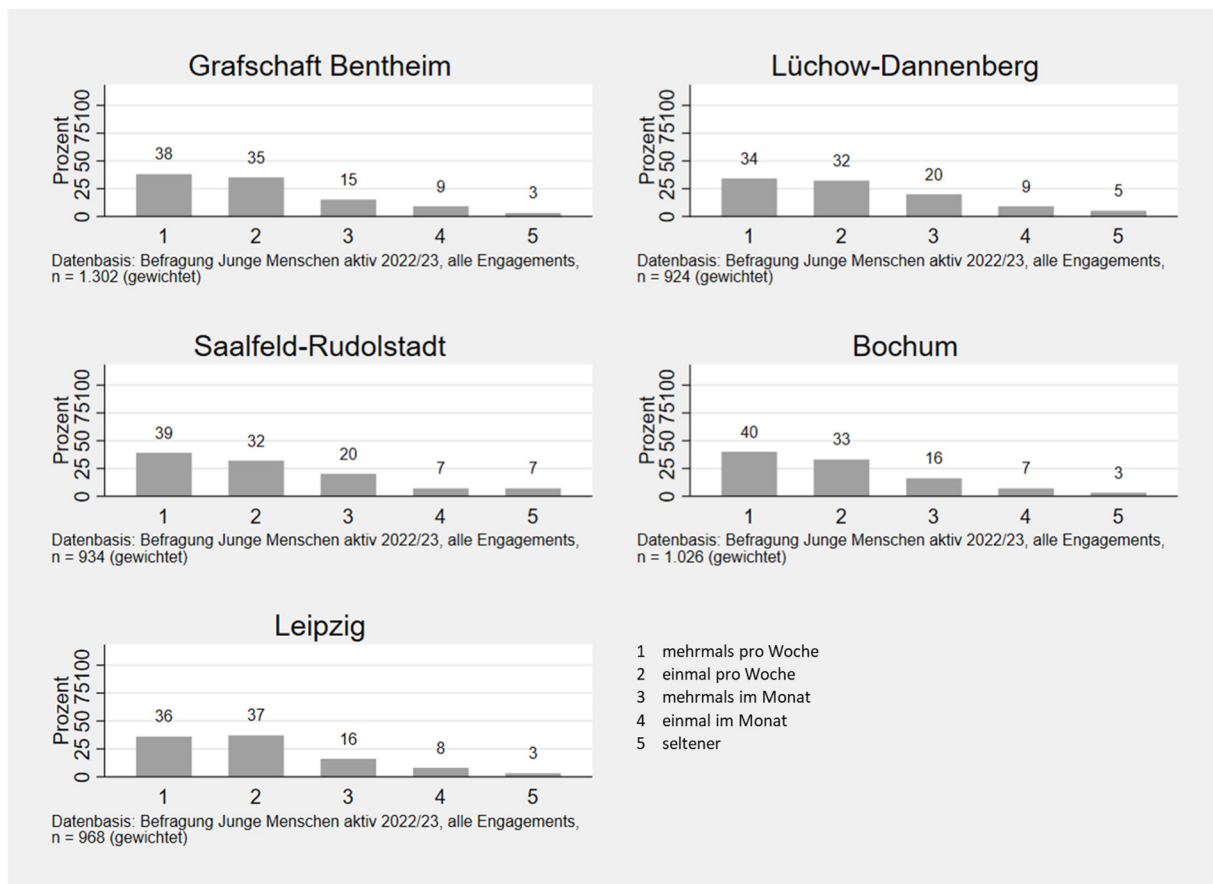 Grafschaft Bentheim
Prozent
0 25 50 75 100
38 35 15 9 3
1 2 3 4 5
Datenbasis: Befragung Junge Menschen aktiv 2022/23, alle Engagements,
n = 1.302 (gewichtet)
Lüchow-Dannenberg
Prozent
0 25 50 75 100
34 32 20 9 5
1 2 3 4 5
Datenbasis: Befragung Junge Menschen aktiv 2022/23, alle Engagements,
n = 924 (gewichtet)
Saalfeld-Rudolstadt
Prozent
0 25 50 75 100
39 32 20 7 7
1 2 3 4 5
Datenbasis: Befragung Junge Menschen aktiv 2022/23, alle Engagements,
n = 934 (gewichtet)
Bochum
Prozent
0 25 50 75 100
40 33 16 7 3
1 2 3 4 5
Datenbasis: Befragung Junge Menschen aktiv 2022/23, alle Engagements,
n = 1.026 (gewichtet)
Leipzig
Prozent
0 25 50 75 100
36 37 16 8 3
1 2 3 4 5
Datenbasis: Befragung Junge Menschen aktiv 2022/23, alle Engagements,
n = 968 (gewichtet)
1 mehrmals pro Woche
2 einmal pro Woche
3 mehrmals im Monat
4 einmal im Monat
5 seltener